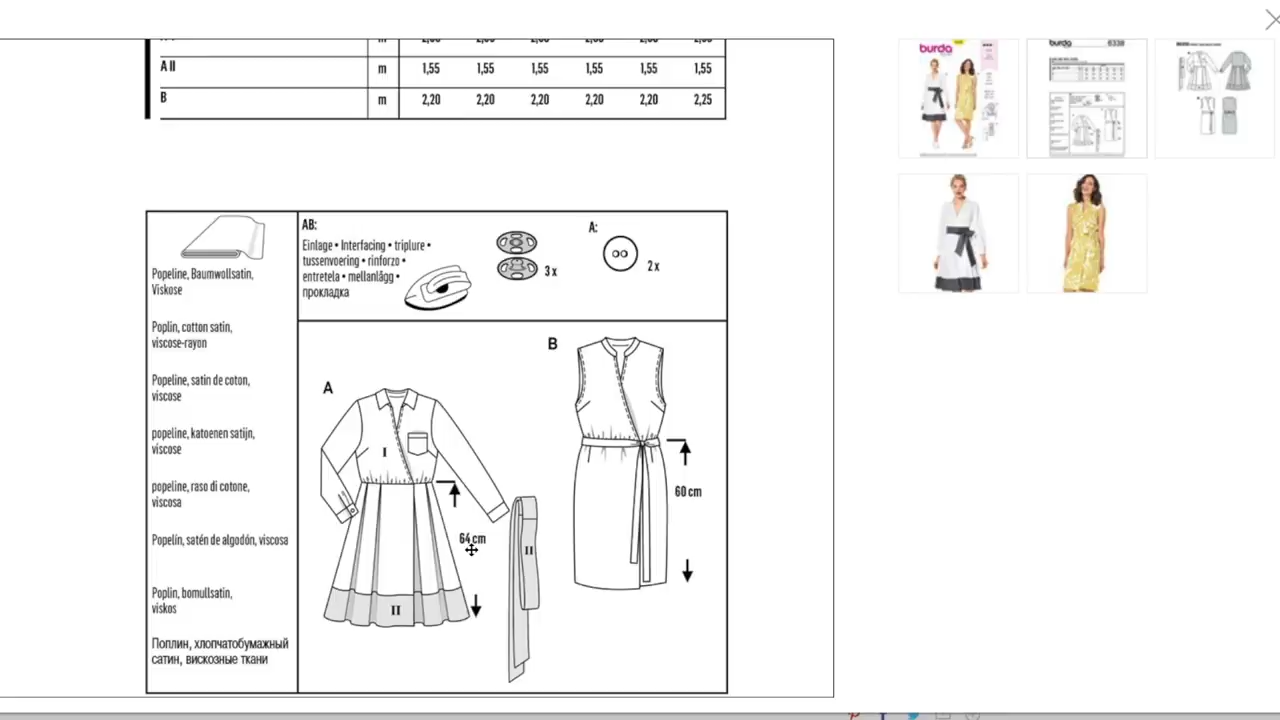 A II m 1,55 1,55 1,55 1,55 1,55 1,55
B m 2,20 2,20 2,20 2,20 2,20 2,25
Popeline, Baumwollsatin,
Viskose
Poplin, cotton satin,
viscose-rayon
Popeline, satin de coton,
viscose
popeline, katoenen satijn,
viscose
popeline, raso di cotone,
viscosa
Popelín, satén de algodón, viscosa
Poplin, bomullsatin,
viskos
Поплин, хлопчатобумажный
сатин, вискозные ткани
AB:
Einlage • Interfacing • triplure •
tussenvoering • rinforzo •
entretela • mellanlägg •
прокладка
3 x
A:
2 x
A
I
II
64 cm
II
B
60 cm
burda
burda
6338